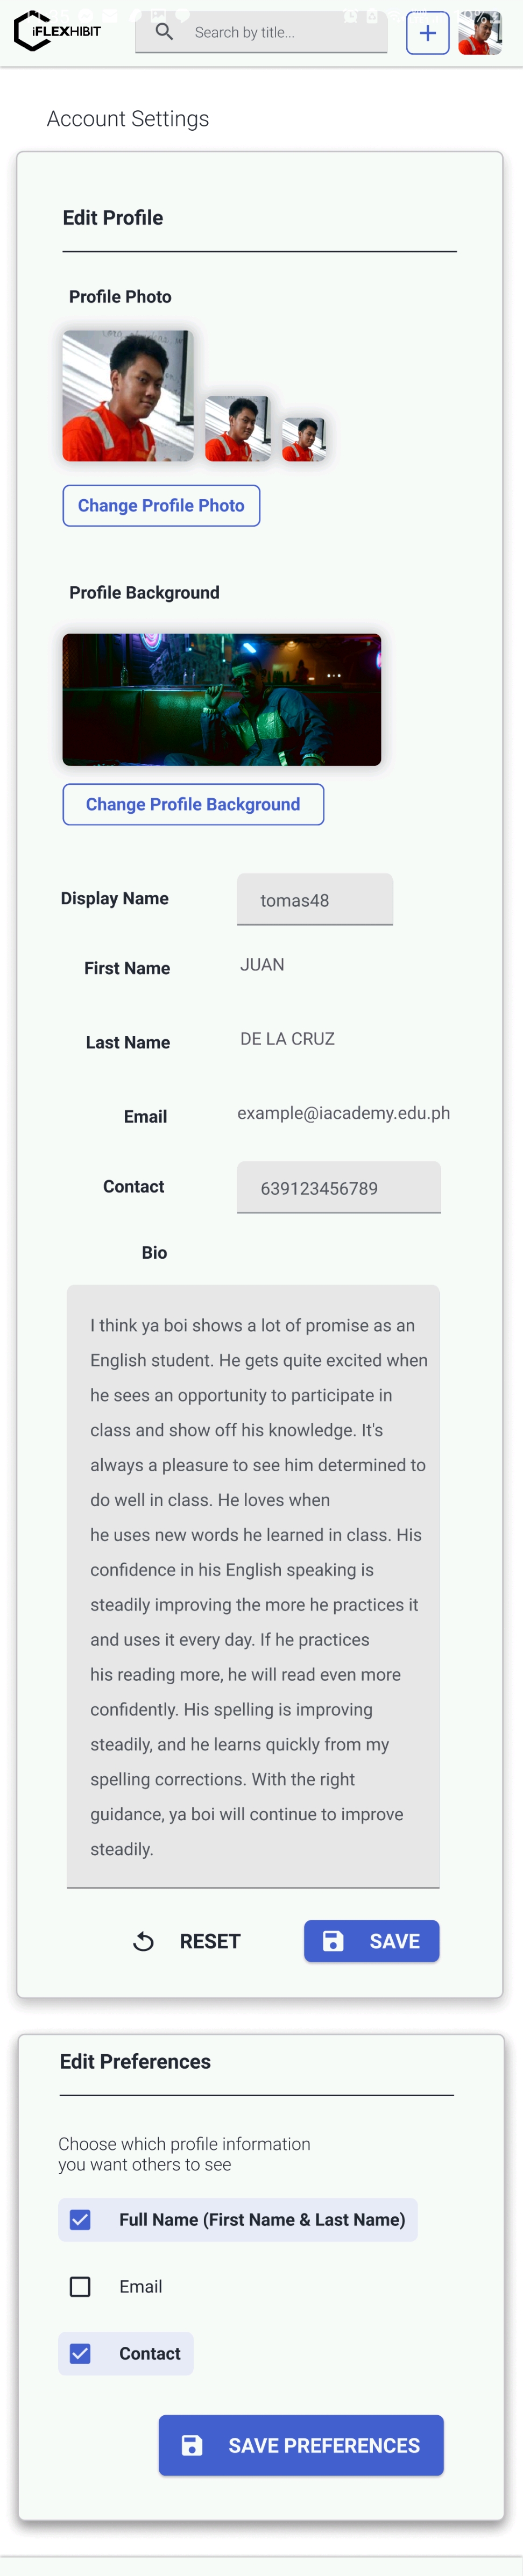 iFLEXHIBIT
Search by title...
Account Settings
Edit Profile
Profile Photo
Change Profile Photo
Profile Background
Change Profile Background
Display Name
tomas48
First Name
JUAN
Last Name
DE LA CRUZ
Email
example@iacademy.edu.ph
Contact
639123456789
Bio
I think ya boi shows a lot of promise as an
English student. He gets quite excited when
he sees an opportunity to participate in
class and show off his knowledge. It's
always a pleasure to see him determined to
do well in class. He loves when
he uses new words he learned in class. His
confidence in his English speaking is
steadily improving the more he practices it
and uses it every day. If he practices
his reading more, he will read even more
confidently. His spelling is improving
steadily, and he learns quickly from my
spelling corrections. With the right
guidance, ya boi will continue to improve
steadily.
RESET
SAVE
Edit Preferences
Choose which profile information
you want others to see
Full Name (First Name & Last Name)
Email
Contact
SAVE PREFERENCES